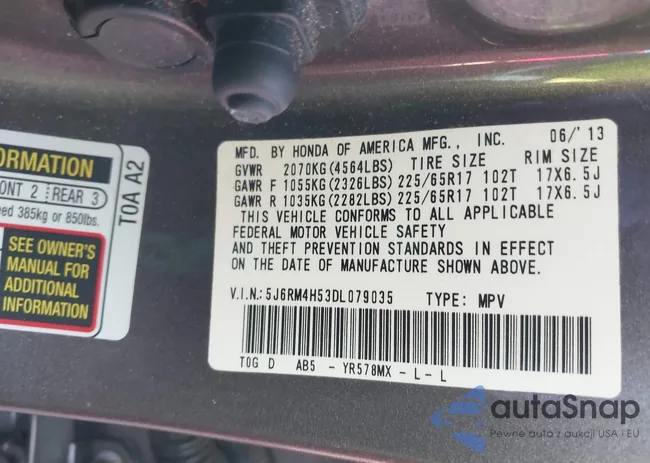 ORMATION
ONT 2 REAR 3
ed 385kg or 850lbs.
SEE OWNER'S
MANUAL FOR
ADDITIONAL
INFORMATION
T0A A2
MFD. BY HONDA OF AMERICA MFG., INC. 06/'13
GVWR 2070KG(4564LBS) TIRE SIZE RIM SIZE
GAWR F 1055KG(2326LBS) 225/65R17 102T 17X6.5J
GAWR R 1035KG(2282LBS) 225/65R17 102T 17X6.5J
THIS VEHICLE CONFORMS TO ALL APPLICABLE
FEDERAL MOTOR VEHICLE SAFETY
AND THEFT PREVENTION STANDARDS IN EFFECT
ON THE DATE OF MANUFACTURE SHOWN ABOVE.
V.I.N.:5J6RM4H53DL079035 TYPE: MPV
T0G D AB5 - YR578MX - L - L
autaSnap
Pewne auto z aukcji USA i EU